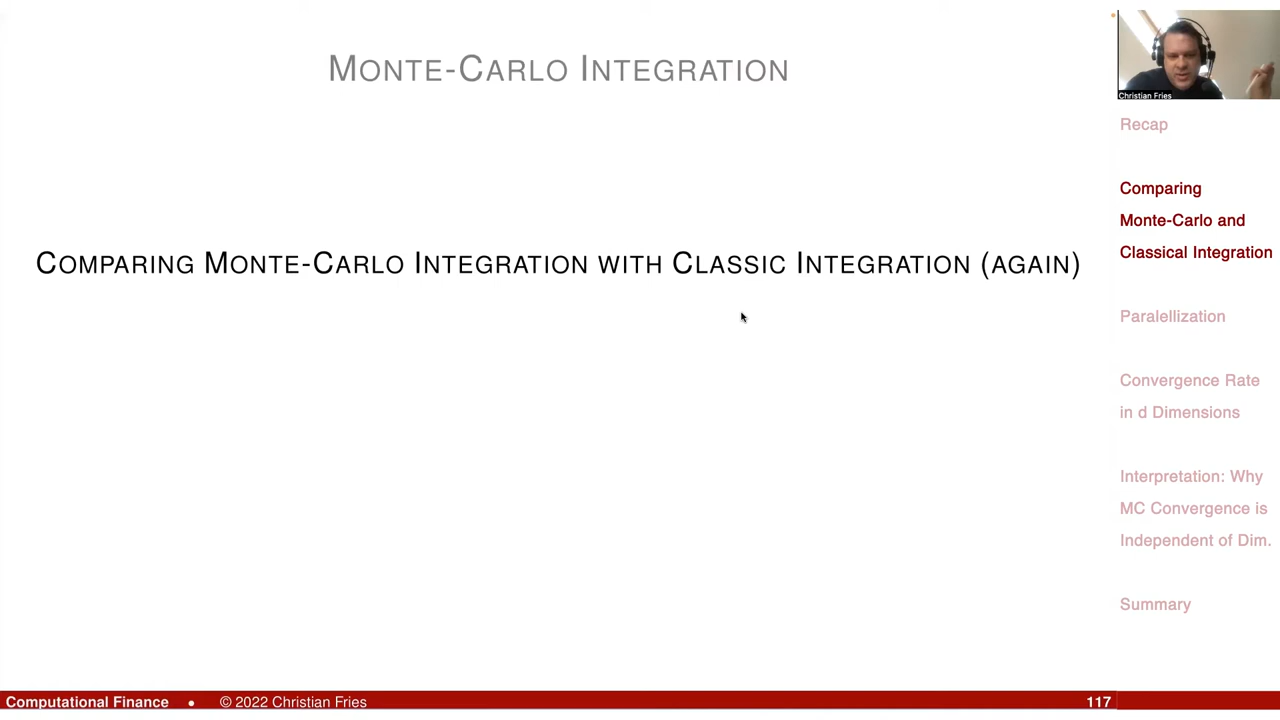 MONTE-CARLO INTEGRATION
Christian Fries
Recap
Comparing
Monte-Carlo and
Classical Integration
COMPARING MONTE-CARLO INTEGRATION WITH CLASSIC INTEGRATION (AGAIN)
Paralellization
Convergence Rate
in d Dimensions
Interpretation: Why
MC Convergence is
Independent of Dim.
Summary
Computational Finance • © 2022 Christian Fries 117